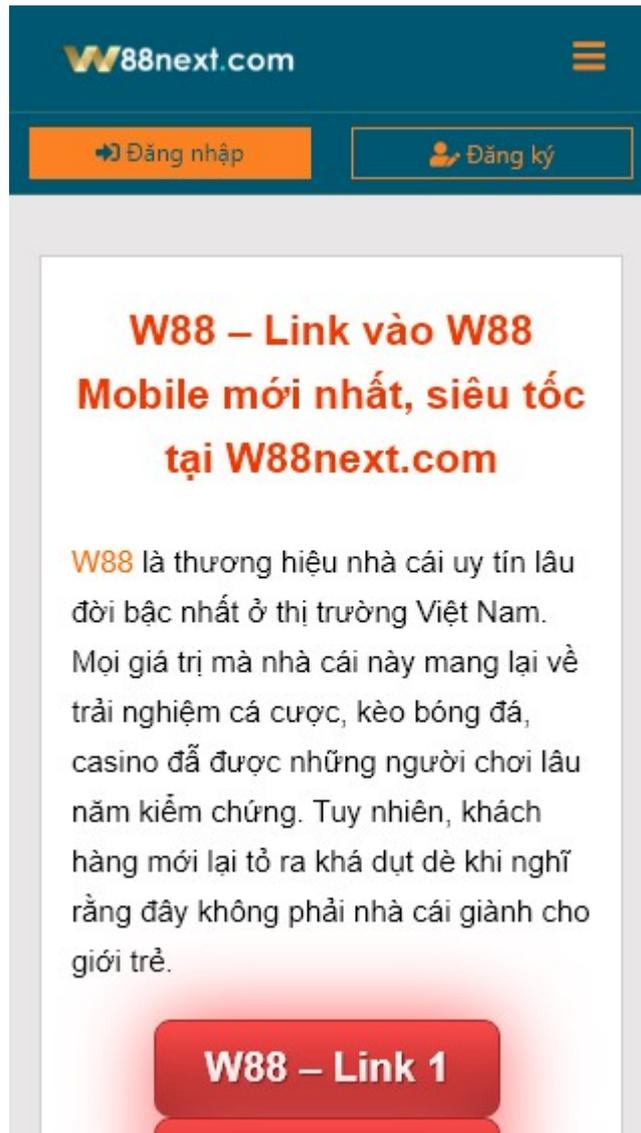 W88next.com
Đăng nhập
Đăng ký
W88 – Link vào W88
Mobile mới nhất, siêu tốc
tại W88next.com
W88 là thương hiệu nhà cái uy tín lâu
đời bậc nhất ở thị trường Việt Nam.
Mọi giá trị mà nhà cái này mang lại về
trải nghiệm cá cược, kèo bóng đá,
casino đẫ được những người chơi lâu
năm kiểm chứng. Tuy nhiên, khách
hàng mới lại tỏ ra khá dụt dè khi nghĩ
rằng đây không phải nhà cái giành cho
giới trẻ.
W88 – Link 1